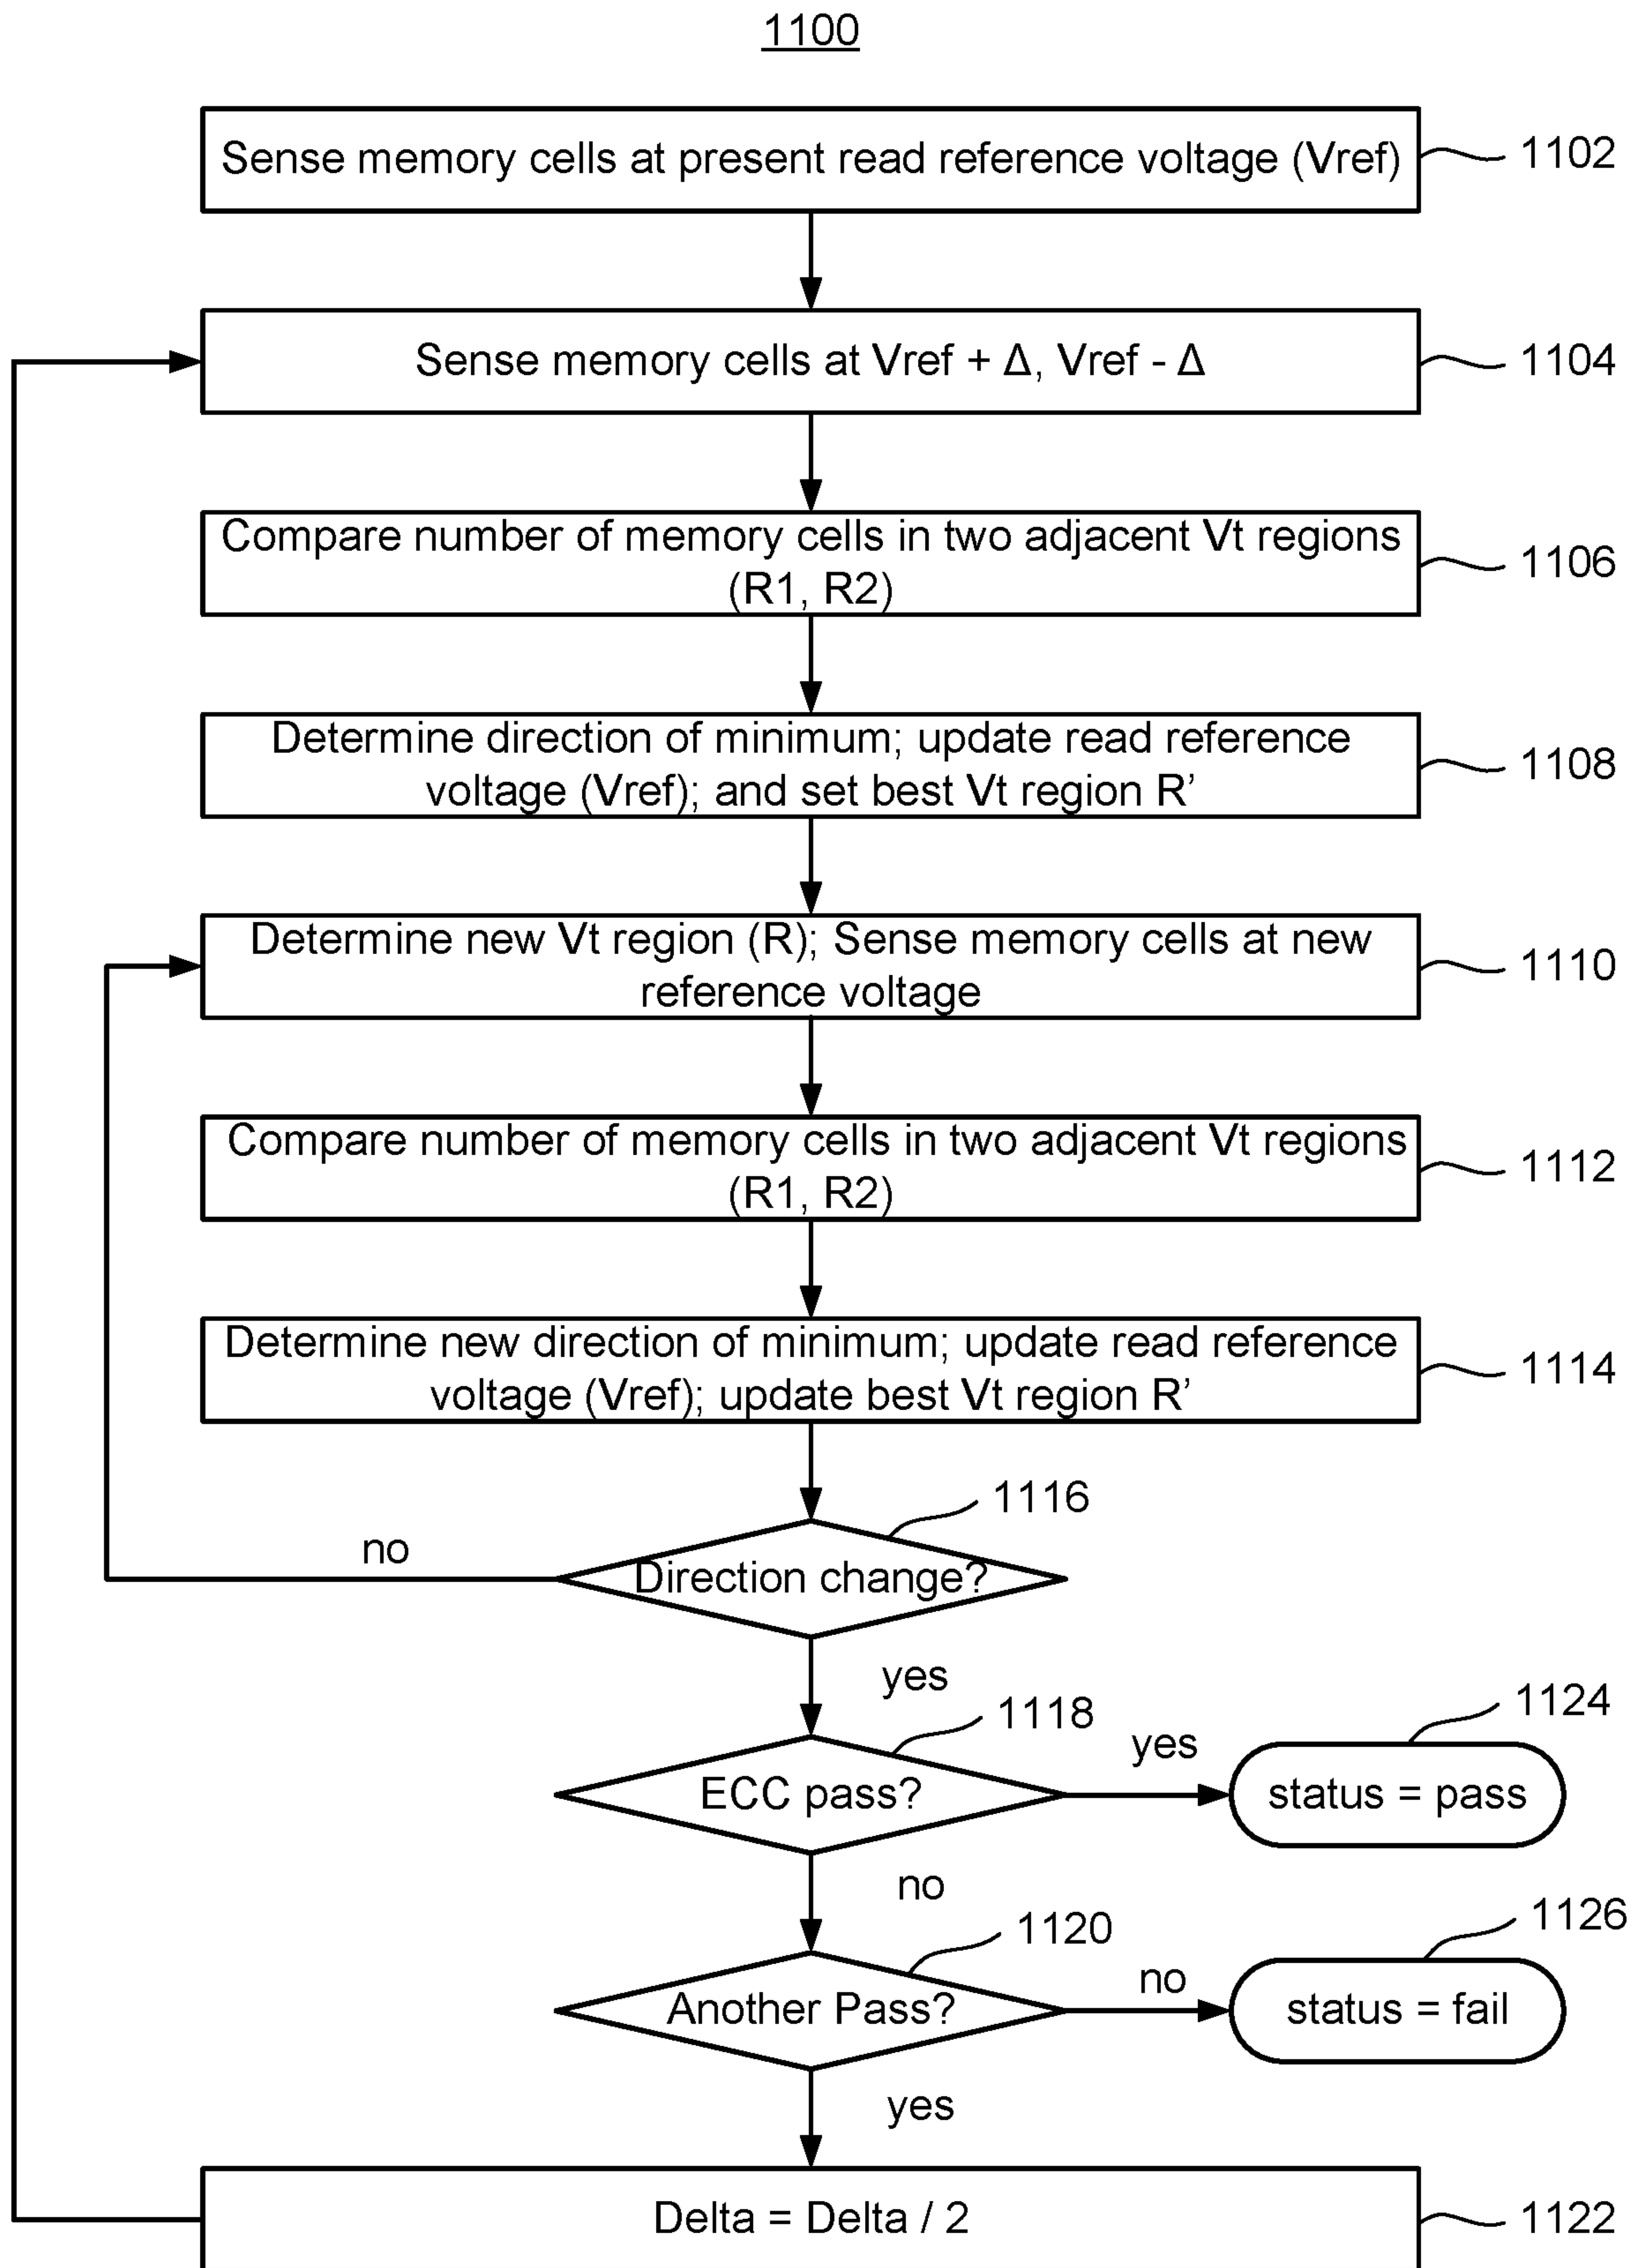 1100
Sense memory cells at present read reference voltage (Vref)
1102
Sense memory cells at Vref + Δ, Vref - Δ
1104
Compare number of memory cells in two adjacent Vt regions
(R1, R2)
1106
Determine direction of minimum; update read reference
voltage (Vref); and set best Vt region R’
1108
Determine new Vt region (R); Sense memory cells at new
reference voltage
1110
Compare number of memory cells in two adjacent Vt regions
(R1, R2)
1112
Determine new direction of minimum; update read reference
voltage (Vref); update best Vt region R’
1114
1116
no
Direction change?
yes
1118
1124
yes
ECC pass?
status = pass
no
1120
1126
no
Another Pass?
status = fail
yes
Delta = Delta / 2
1122